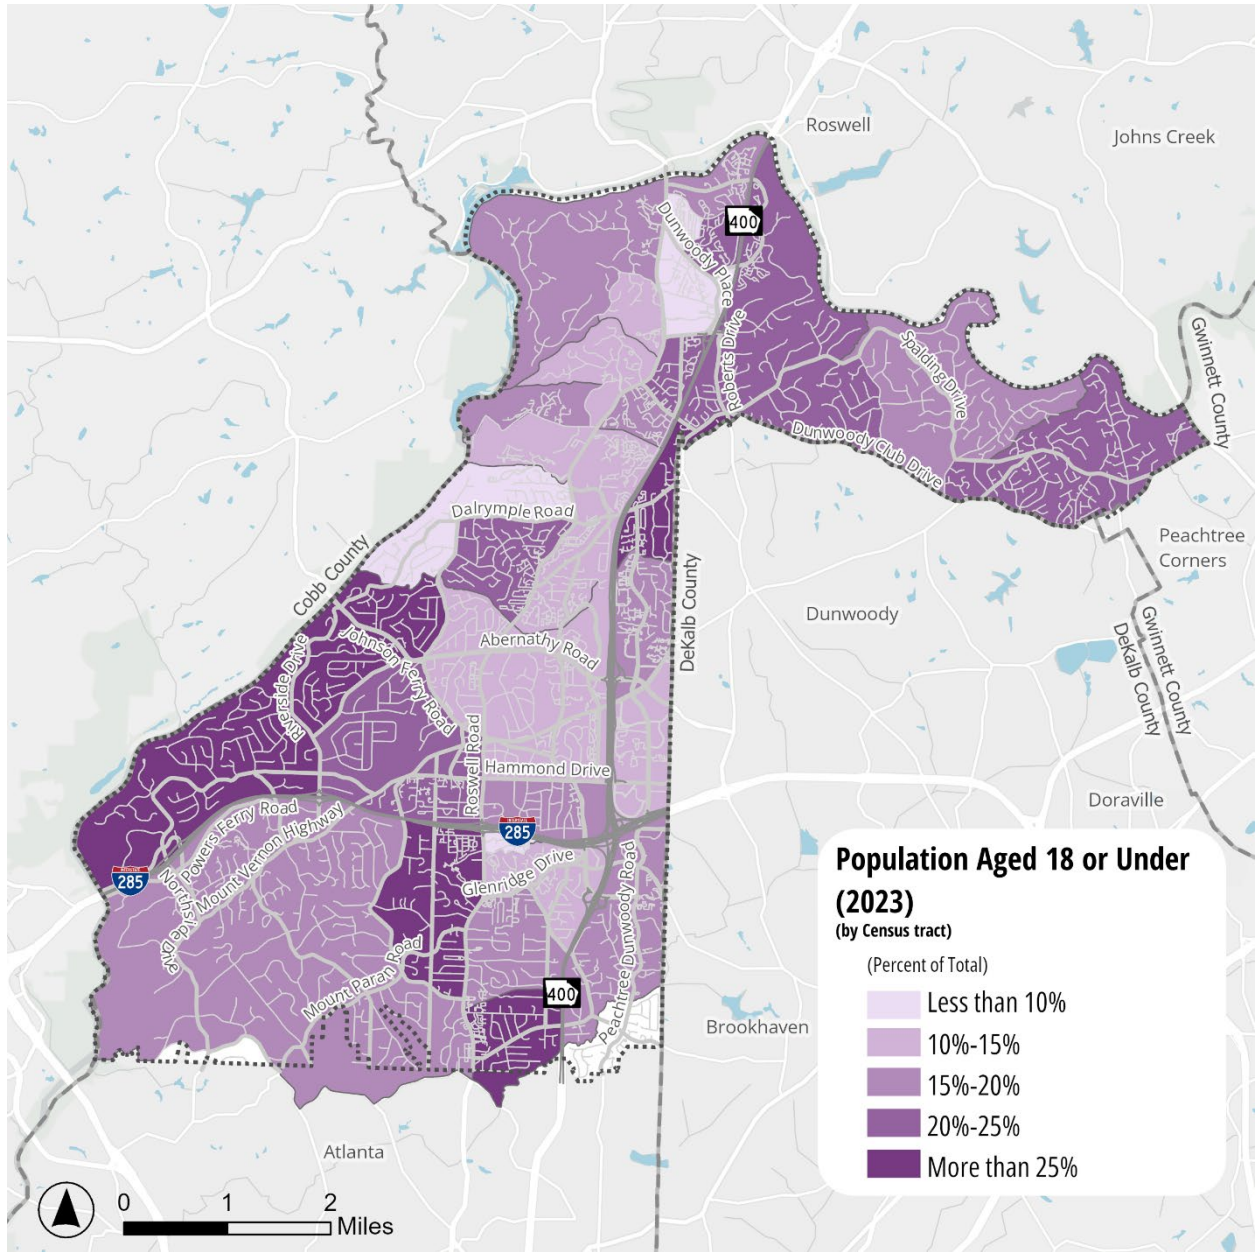 Roswell
Johns Creek
400
Dunwoody Place
Roberts Drive
Spalding Drive
Gwinnett County
Dunwoody Club Drive
Dalrymple Road
Cobb County
Peachtree
Corners
DeKalb County
Dunwoody
Gwinnett County
DeKalb County
Johnson Ferry Road
Abernathy Road
Riverside Drive
Roswell Road
Hammond Drive
Doraville
Powers Ferry Road
INTERSTATE
285
Mount Vernon Highway
INTERSTATE
285
Northside Drive
Glenridge Drive
Peachtree Dunwoody Road
Mount Paran Road
400
Brookhaven
Atlanta
Population Aged 18 or Under
(2023)
(by Census tract)
(Percent of Total)
Less than 10%
10%-15%
15%-20%
20%-25%
More than 25%
0 1 2
Miles